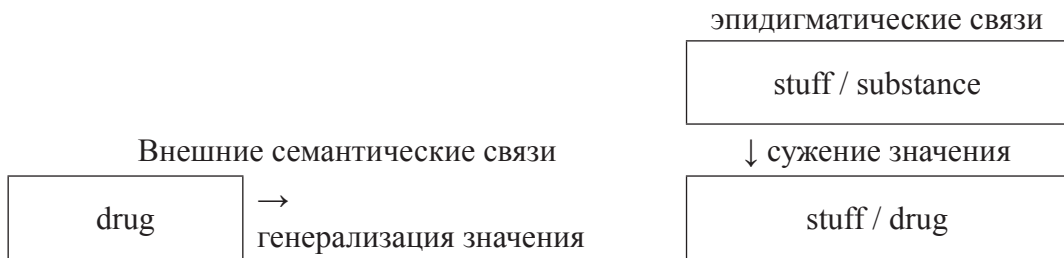 эпидигматические связи
stuff / substance
Внешние семантические связи
↓ сужение значения
drug
→
генерализация значения
stuff / drug